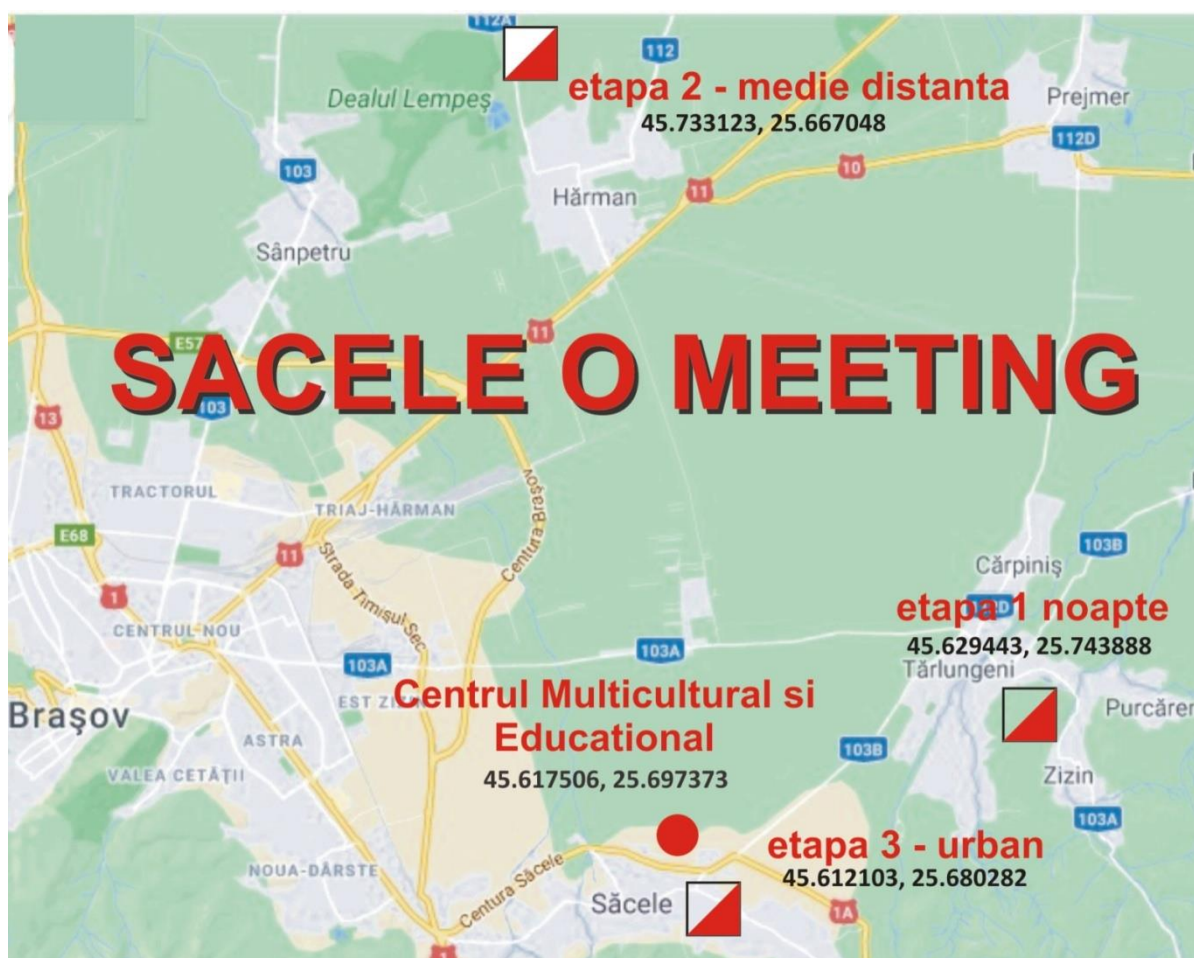 112A
112
etapa 2 - medie distanta
Dealul Lempeş
45.733123, 25.667048
Prejmer
112D
103
10
11
Hărman
Sânpetru
11
E57
SACELE O MEETING
103
13
TRACTORUL
TRIAJ-HĂRMAN
Centura Braşov
E68
11
Strada Timişul Sec
103B
Cărpiniş
1
etapa 1 noapte
CENTRUL NOU
45.629443, 25.743888
103A
103A
Tărlungeni
EST
Centrul Multicultural si
Educational
Braşov
Purcărer
ASTRA
103B
VALEA CETĂŢII
45.617506, 25.697373
Zizin
103A
etapa 3 - urban
NOUA-DÂRSTE
45.612103, 25.680282
Centura Săcele
Săcele
1A
1